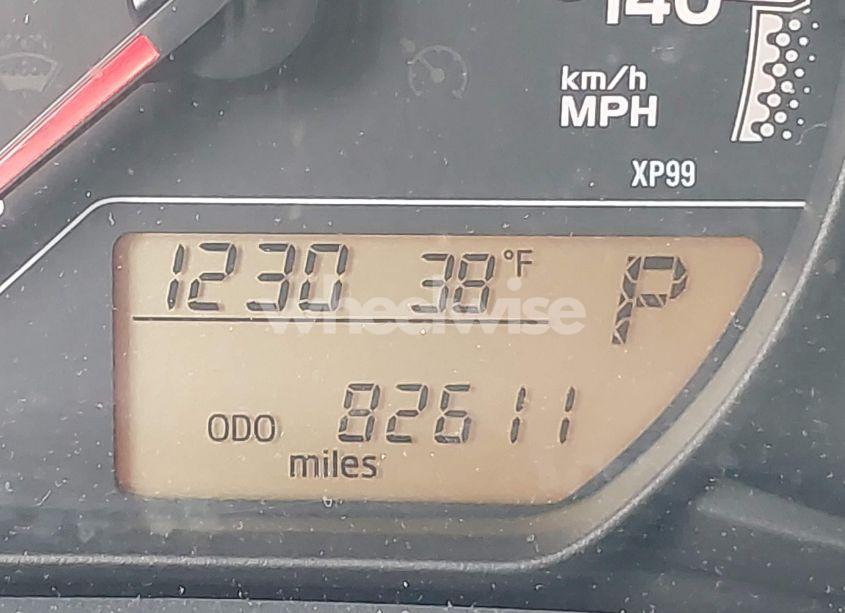 140
km/h
MPH
XP99
1230 38°F P
wheelwise
ODO 82611
miles